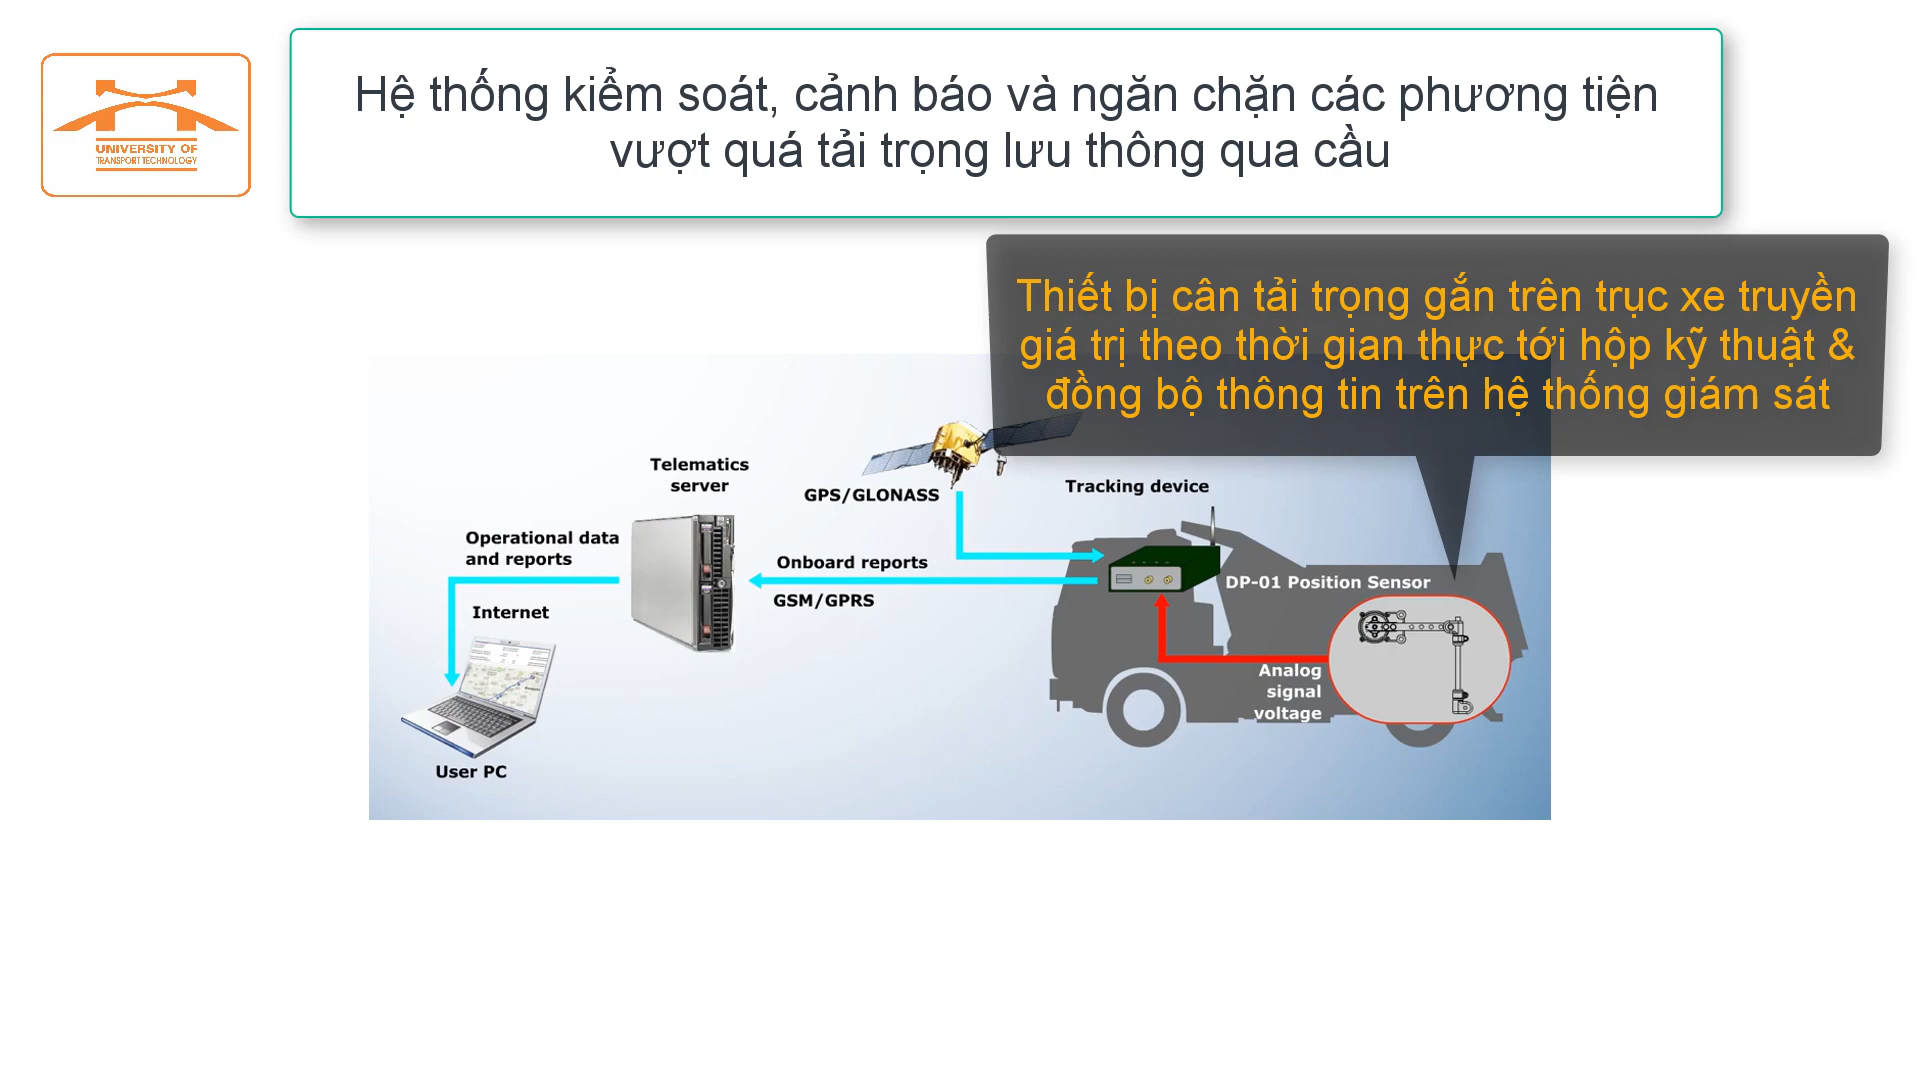 UNIVERSITY OF
TRANSPORT TECHNOLOGY
Hệ thống kiểm soát, cảnh báo và ngăn chặn các phương tiện
vượt quá tải trọng lưu thông qua cầu
Thiết bị cân tải trọng gắn trên trục xe truyền
giá trị theo thời gian thực tới hộp kỹ thuật &
đồng bộ thông tin trên hệ thống giám sát
Telematics
server
GPS/GLONASS
Tracking device
Operational data
and reports
Onboard reports
GSM/GPRS
DP-01 Position Sensor
Internet
Analog
signal
voltage
User PC